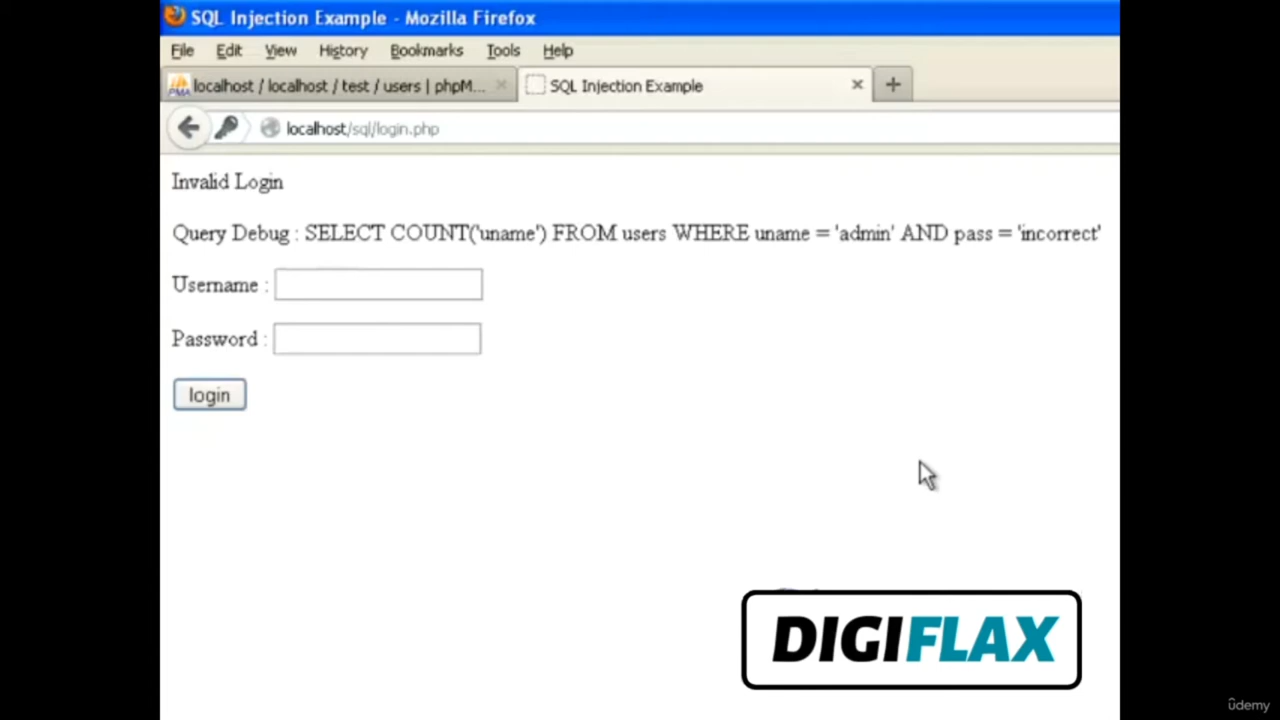 SQL Injection Example - Mozilla Firefox
File Edit View History Bookmarks Tools Help
localhost / localhost / test / users | phpM... SQL Injection Example
localhost/sql/login.php
Invalid Login
Query Debug : SELECT COUNT('uname') FROM users WHERE uname = 'admin' AND pass = 'incorrect'
Username :
Password :
login
DIGIFLAX
ûdemy